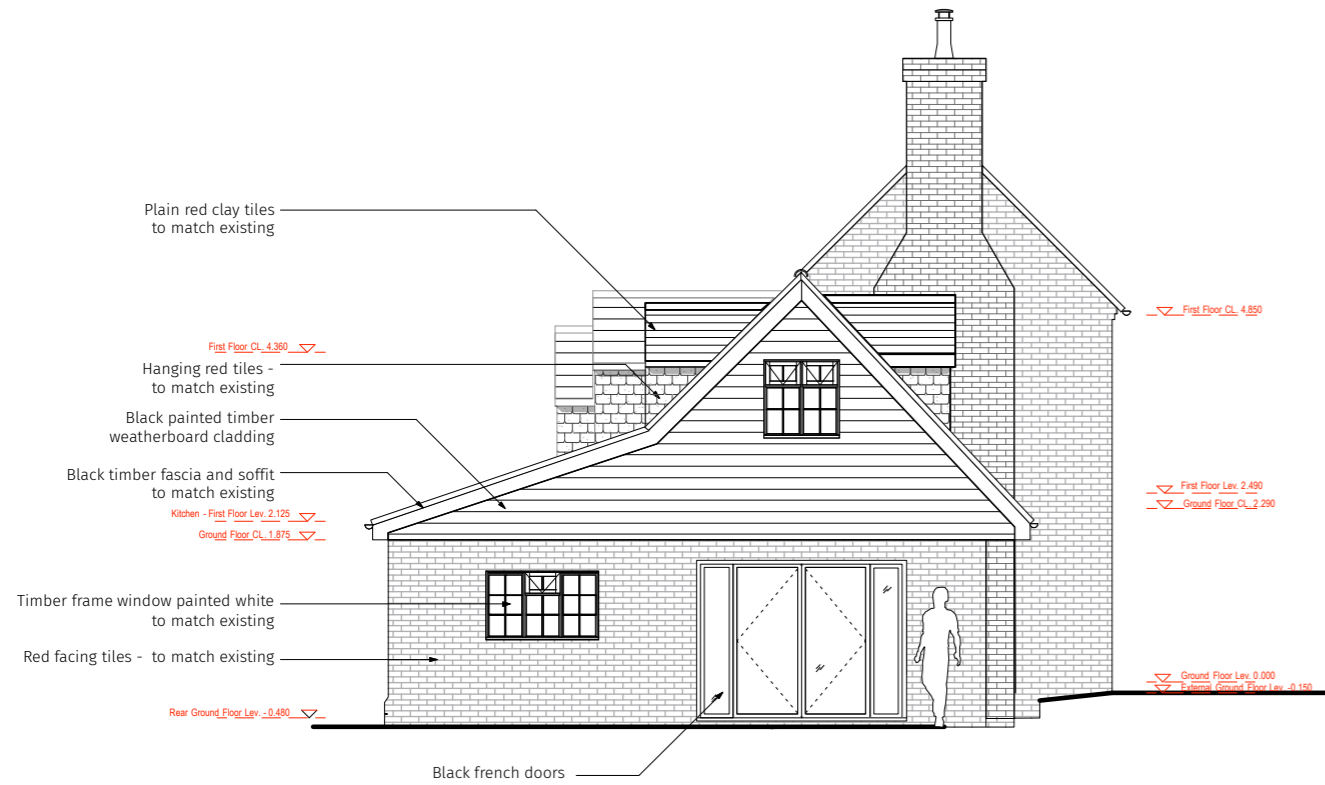 Plain red clay tiles
to match existing
First Floor CL. 4.850
First Floor CL. 4.360
Hanging red tiles -
to match existing
Black painted timber
weatherboard cladding
Black timber fascia and soffit
to match existing
First Floor Lev. 2.490
Ground Floor CL. 2.290
Kitchen - First Floor Lev. 2.125
Ground Floor CL. 1.875
Timber frame window painted white
to match existing
Red facing tiles - to match existing
Ground Floor Lev. 0.000
External Ground Floor Lev. -0.150
Rear Ground Floor Lev. - 0.480
Black french doors